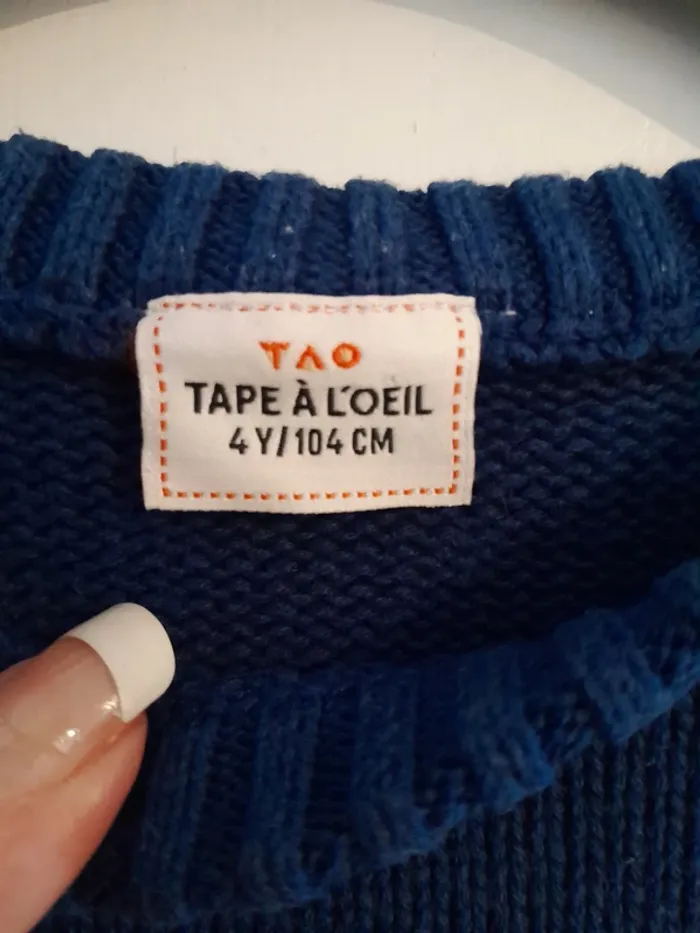 TAO
TAPE À L'OEIL
4 Y/104 CM